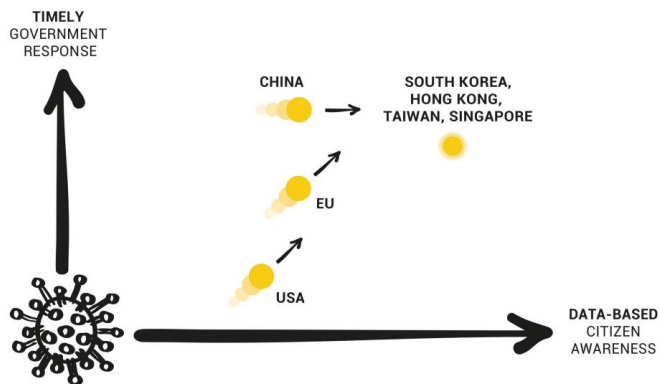 TIMELY
GOVERNMENT
RESPONSE
CHINA
SOUTH KOREA,
HONG KONG,
TAIWAN, SINGAPORE
EU
USA
DATA-BASED
CITIZEN
AWARENESS